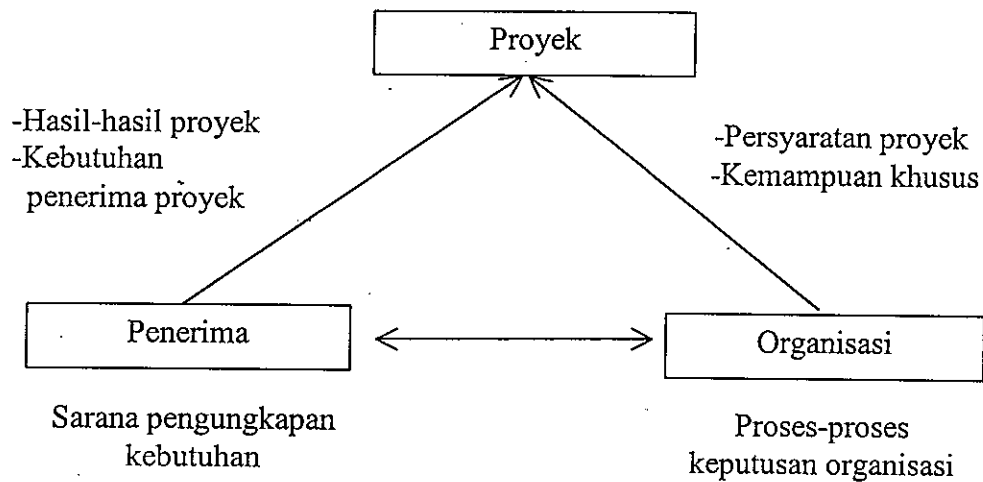 Proyek
-Hasil-hasil proyek
-Kebutuhan
penerima proyek
-Persyaratan proyek
-Kemampuan khusus
Penerima
Organisasi
Sarana pengungkapan
kebutuhan
Proses-proses
keputusan organisasi